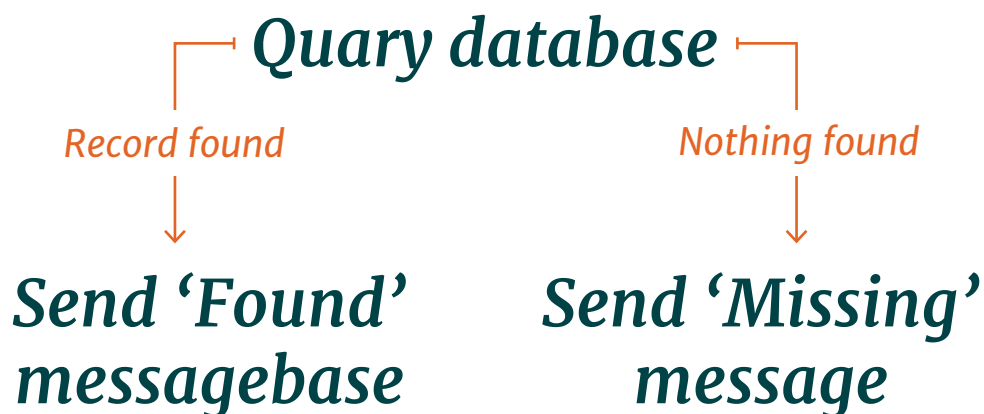 Quary database
Record found
Nothing found
Send ‘Found’
messagebase
Send ‘Missing’
message